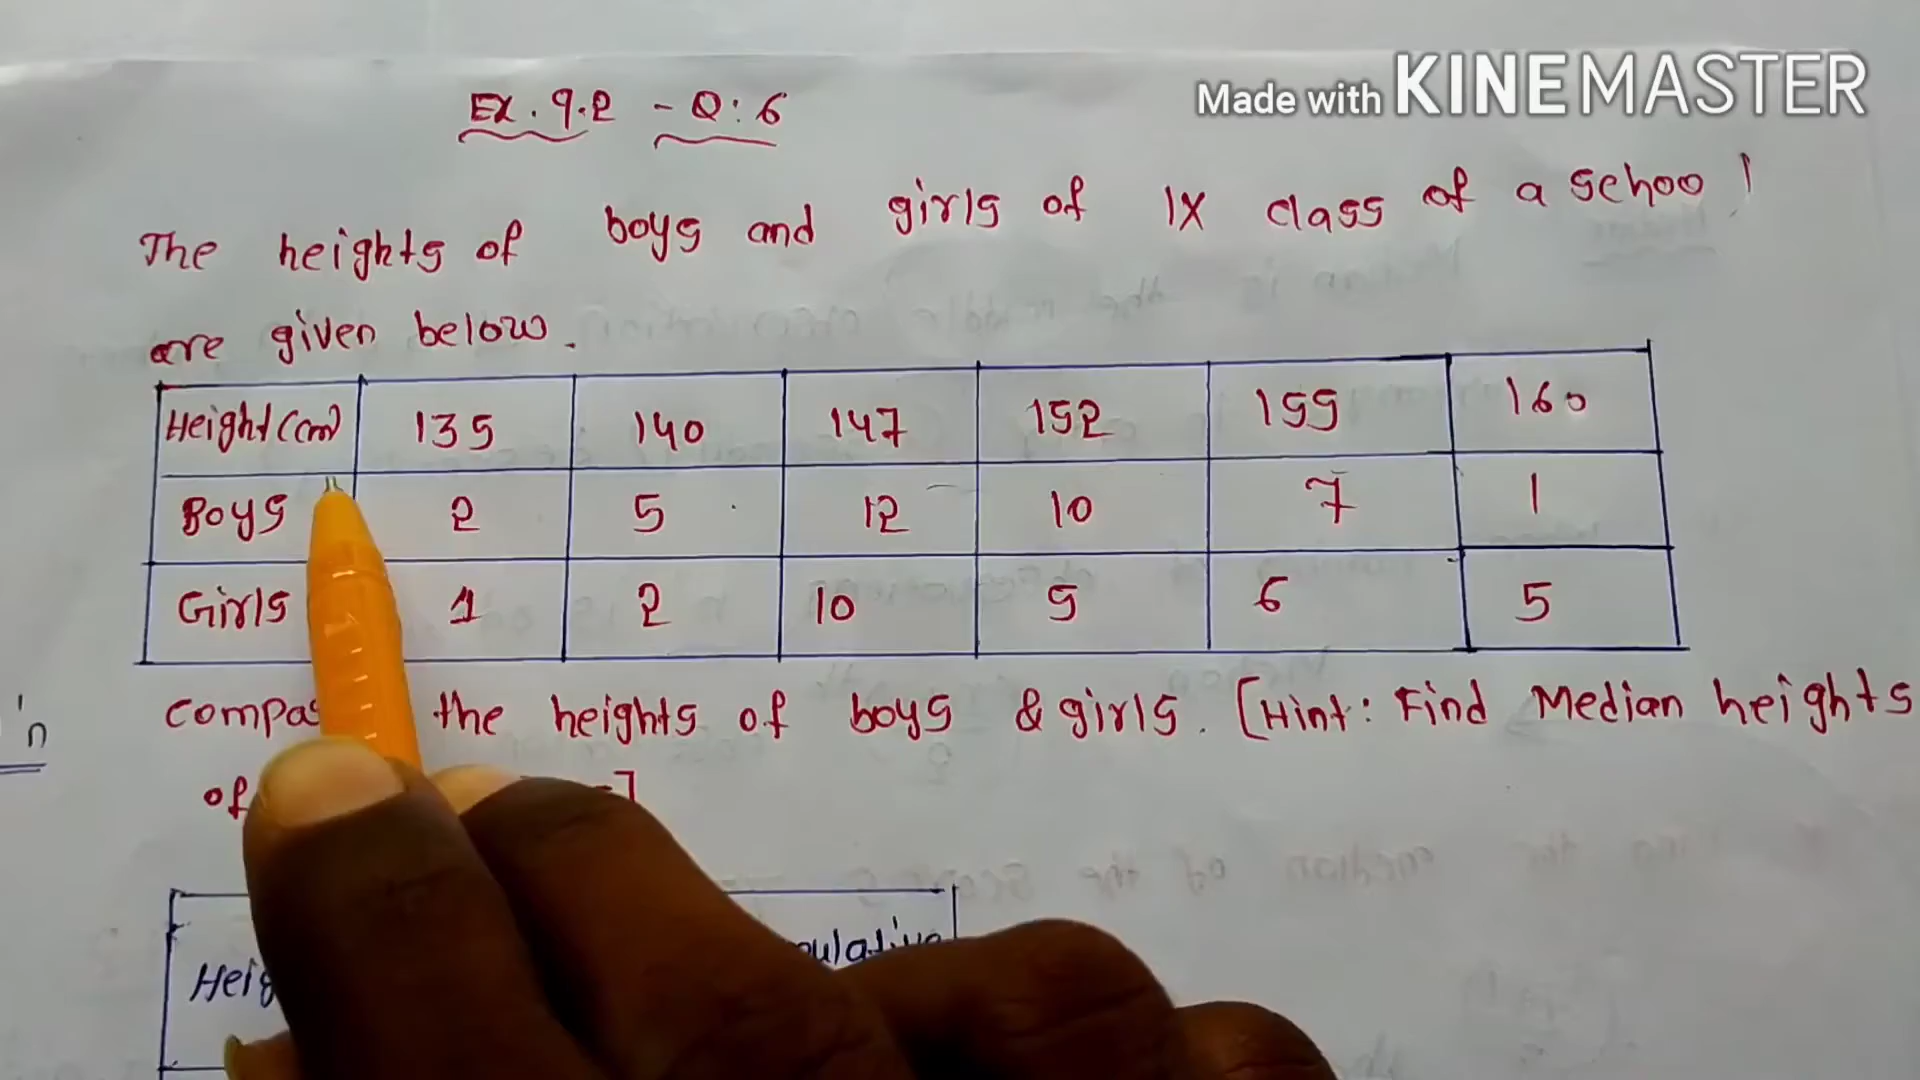 Made with KINEMASTER
Ex. 9.2 - Q: 6
The heights of boys and girls of IX class of a school
are given below.
Height(cm) 135 140 147 152 155 160
Boys 2 5 12 10 7 1
Girls 1 2 10 5 6 5
the heights of boys & girls. [Hint: Find Median heights
'n
of ]